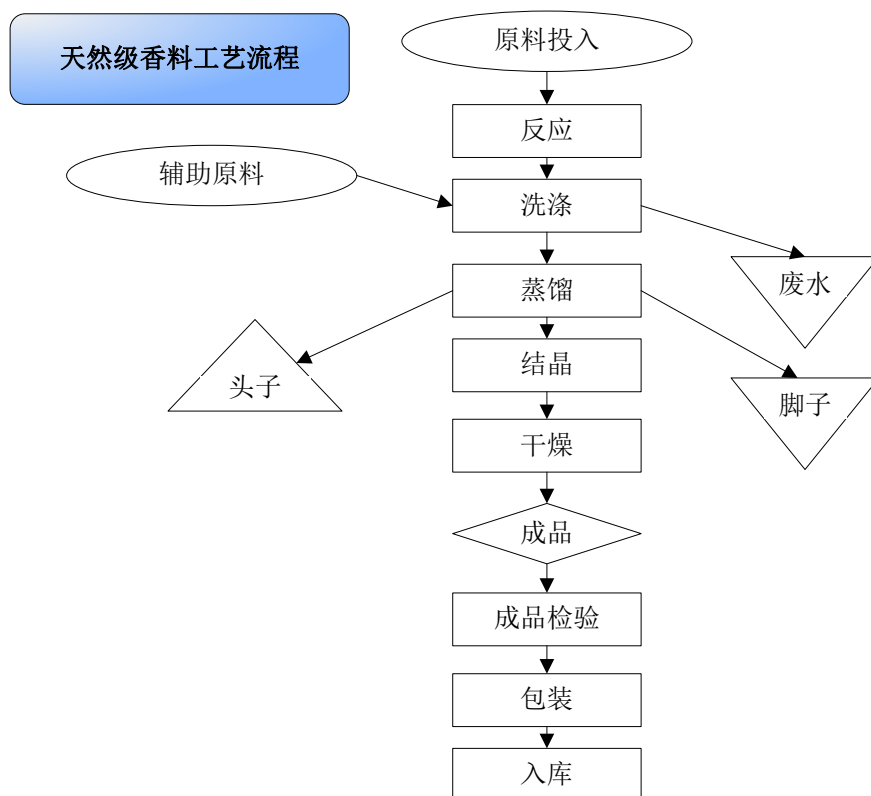 天然级香料工艺流程
原料投入
反应
辅助原料
洗涤
废水
蒸馏
头子
结晶
脚子
干燥
成品
成品检验
包装
入库